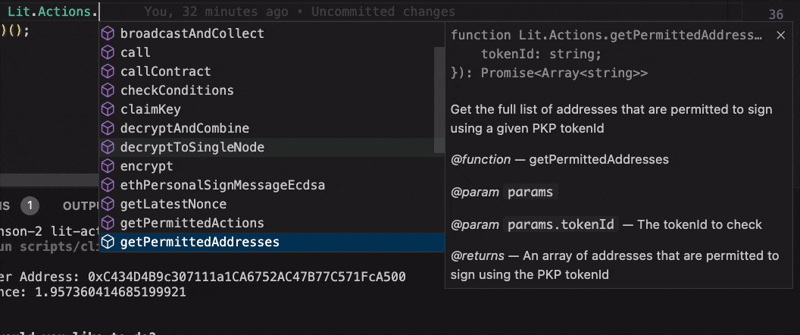 Lit.Actions. You, 32 minutes ago • Uncommitted changes
36
)();
broadcastAndCollect
call
callContract
checkConditions
claimKey
decryptAndCombine
decryptToSingleNode
encrypt
ethPersonalSignMessageEcdsa
getLatestNonce
getPermittedActions
getPermittedAddresses
function Lit.Actions.getPermittedAddress…
tokenId: string;
}): Promise<Array<string>>
Get the full list of addresses that are permitted to sign
using a given PKP tokenId
@function — getPermittedAddresses
@param params
@param params.tokenId — The tokenId to check
@returns — An array of addresses that are permitted to
sign using the PKP tokenId
NS 1 OUTPU
nson-2 lit-ac
un scripts/cl
er Address: 0xC434D4B9c307111a1CA6752AC47B77C571FcA500
nce: 1.957360414685199921